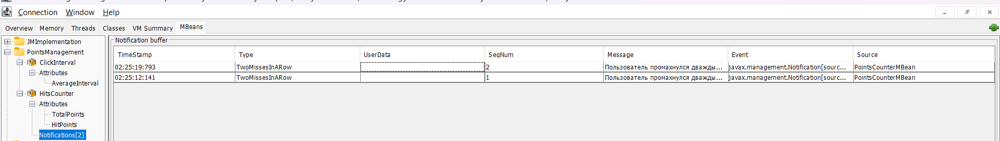 Connection Window Help
Overview Memory Threads Classes VM Summary MBeans
JMImplementation
PointsManagement
ClickInterval
Attributes
AverageInterval
HitsCounter
Attributes
TotalPoints
HitPoints
Notifications[2]
Notification buffer
TimeStamp Type UserData SeqNum Message Event Source
02:25:19:793 TwoMissesInARow 2 Пользователь промахнулся дважды... javax.management.Notification[sourc... PointsCounterMBean
02:25:12:141 TwoMissesInARow 1 Пользователь промахнулся дважды... javax.management.Notification[sourc... PointsCounterMBean